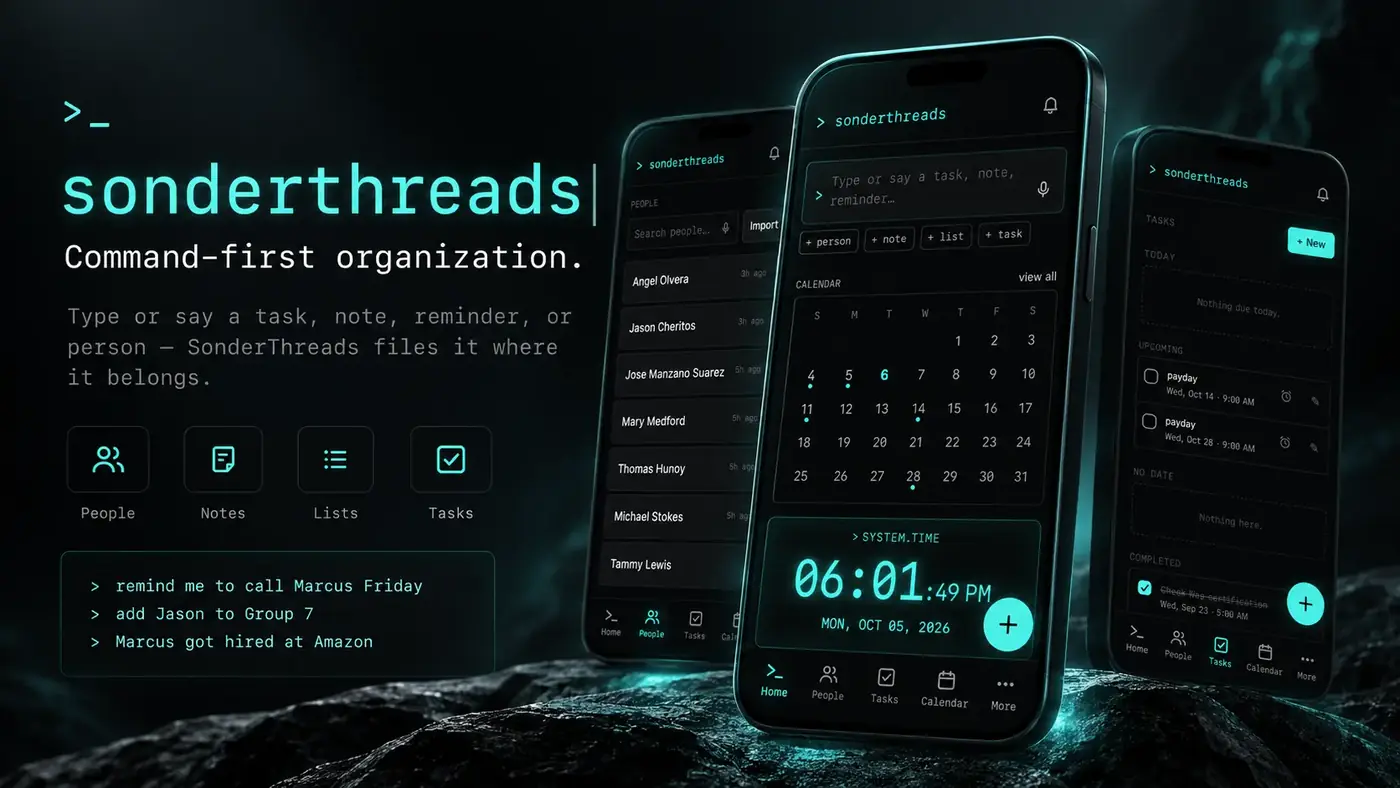 >_
sonderthreads
Command-first organization.
Type or say a task, note, reminder, or
person — SonderThreads files it where
it belongs.
People
Notes
Lists
Tasks
> remind me to call Marcus Friday
> add Jason to Group 7
> Marcus got hired at Amazon
> sonderthreads
PEOPLE
Search people...
Import
Angel Olvera 3h ago
Jason Cheritos 3h ago
Jose Manzano Suarez 5h ago
Mary Medford 5h ago
Thomas Hunoy 5h ago
Michael Stokes 5h ag
Tammy Lewis
Home
People
Tasks
> sonderthreads
> Type or say a task, note,
reminder…
+ person
+ note
+ list
+ task
CALENDAR
view all
S M T W T F S
1 2 3
4 5 6 7 8 9 10
11 12 13 14 15 16 17
18 19 20 21 22 23 24
25 26 27 28 29 30 31
> SYSTEM.TIME
06:01:49 PM
MON, OCT 05, 2026
+
>_
Home
People
Tasks
Calendar
More
> sonderthreads
TASKS
+ New
TODAY
Nothing due today.
UPCOMING
payday
Wed, Oct 14 · 9:00 AM
payday
Wed, Oct 28 · 9:00 AM
NO DATE
Nothing here.
COMPLETED
Wed, Sep 23 · 5:00 AM
+
>_
Home
People
Tasks
Calendar
More